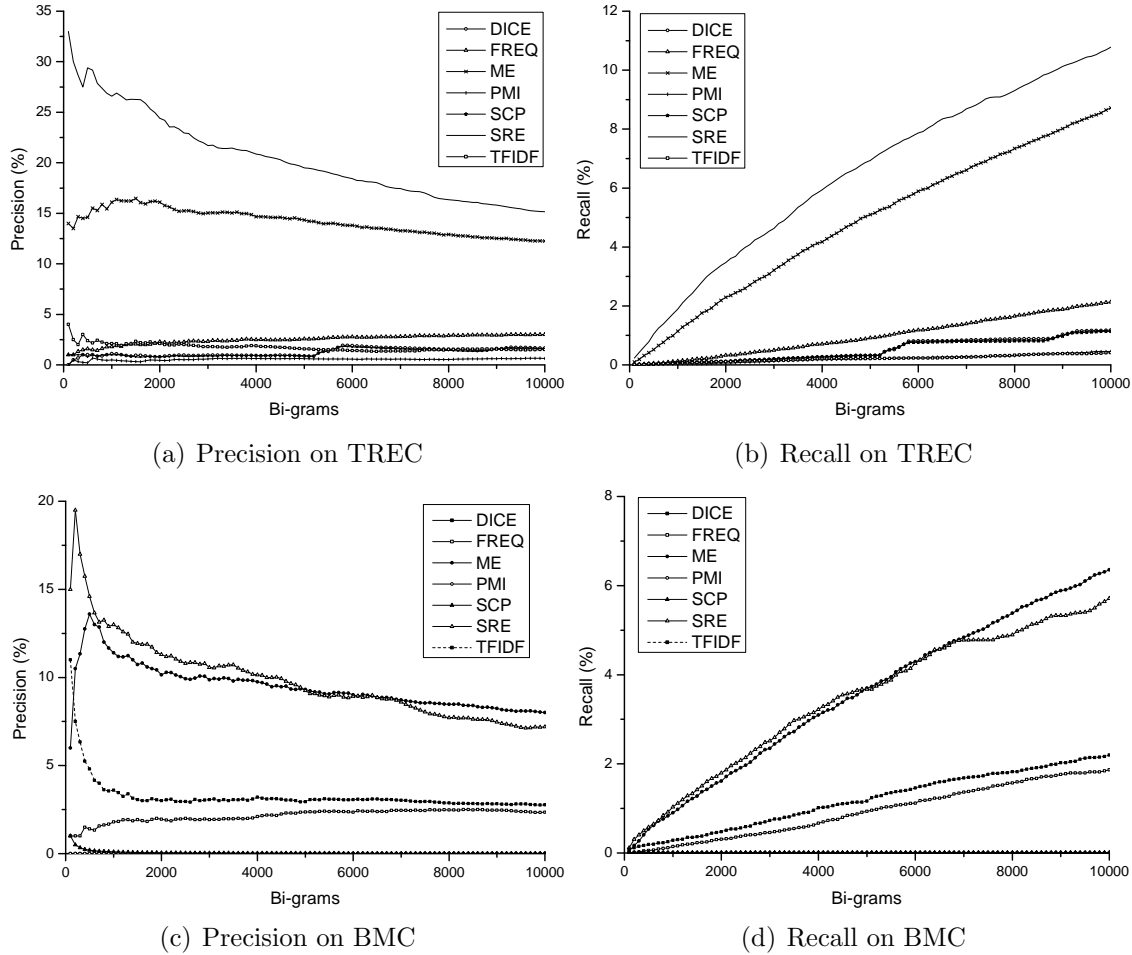 35
30
25
20
15
10
5
0
Precision (%)
DICE
FREQ
ME
PMI
SCP
SRE
TFIDF
0 2000 4000 6000 8000 10000
Bi-grams
(a) Precision on TREC
12
10
8
6
4
2
0
Recall (%)
DICE
FREQ
ME
PMI
SCP
SRE
TFIDF
0 2000 4000 6000 8000 10000
Bi-grams
(b) Recall on TREC
20
15
10
5
0
Precision (%)
DICE
FREQ
ME
PMI
SCP
SRE
TFIDF
0 2000 4000 6000 8000 10000
Bi-grams
(c) Precision on BMC
8
6
4
2
0
Recall (%)
DICE
FREQ
ME
PMI
SCP
SRE
TFIDF
0 2000 4000 6000 8000 10000
Bi-grams
(d) Recall on BMC